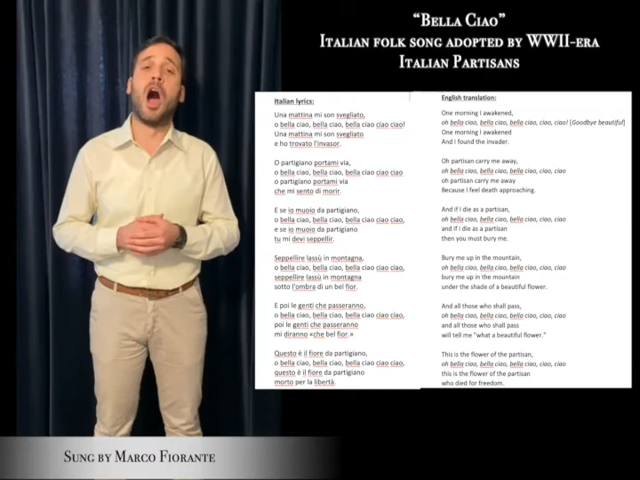 "Bella Ciao"
Italian folk song adopted by WWII-era
Italian Partisans
Italian lyrics:
Una mattina mi son svegliato,
o bella ciao, bella ciao, bella ciao ciao ciao!
Una mattina mi son svegliato
e ho trovato l'invasor.
O partigiano portami via,
o bella ciao, bella ciao, bella ciao ciao ciao
o partigiano portami via
che mi sento di morir.
E se io muoio da partigiano,
o bella ciao, bella ciao, bella ciao ciao ciao,
e se io muoio da partigiano
tu mi devi seppellir.
Seppellire lassù in montagna,
o bella ciao, bella ciao, bella ciao ciao ciao,
seppellire lassù in montagna
sotto l'ombra di un bel fior.
E poi le genti che passeranno,
o bella ciao, bella ciao, bella ciao ciao ciao,
poi le genti che passeranno
mi diranno «che bel fior.»
Questo è il fiore da partigiano,
o bella ciao, bella ciao, bella ciao ciao ciao,
questo è il fiore da partigiano
morto per la libertà.
English translation:
One morning I awakened,
oh bella ciao, bella ciao, bella ciao, ciao, ciao! [Goodbye beautiful]
One morning I awakened
And I found the invader.
Oh partisan carry me away,
oh bella ciao, bella ciao, bella ciao, ciao, ciao
oh partisan carry me away
Because I feel death approaching.
And if I die as a partisan,
oh bella ciao, bella ciao, bella ciao, ciao, ciao
and if I die as a partisan
then you must bury me.
Bury me up in the mountain,
oh bella ciao, bella ciao, bella ciao, ciao, ciao
bury me up in the mountain
under the shade of a beautiful flower.
And all those who shall pass,
oh bella ciao, bella ciao, bella ciao, ciao, ciao
and all those who shall pass
will tell me "what a beautiful flower."
This is the flower of the partisan,
oh bella ciao, bella ciao, bella ciao, ciao, ciao
this is the flower of the partisan
who died for freedom.
Sung by Marco Fiorante